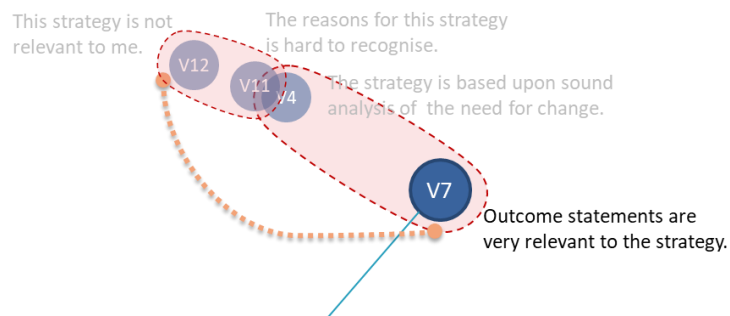 This strategy is not
relevant to me.
The reasons for this strategy
is hard to recognise.
V12
V11
V4
The strategy is based upon sound
analysis of the need for change.
V7
Outcome statements are
very relevant to the strategy.